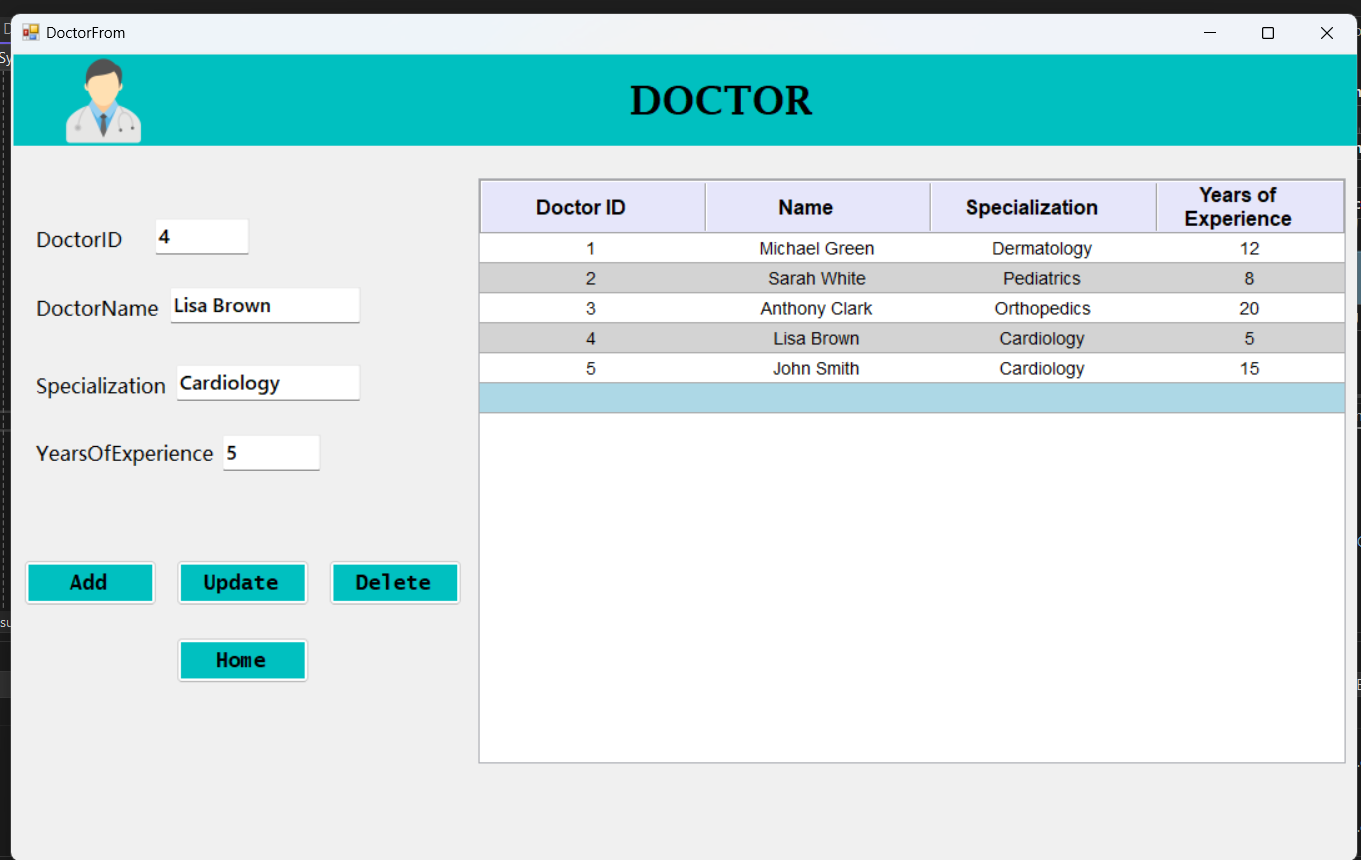 DoctorFrom
DOCTOR
DoctorID 4
DoctorName Lisa Brown
Specialization Cardiology
YearsOfExperience 5
Add Update Delete
Home
Doctor ID Name Specialization Years of
Experience
1 Michael Green Dermatology 12
2 Sarah White Pediatrics 8
3 Anthony Clark Orthopedics 20
4 Lisa Brown Cardiology 5
5 John Smith Cardiology 15